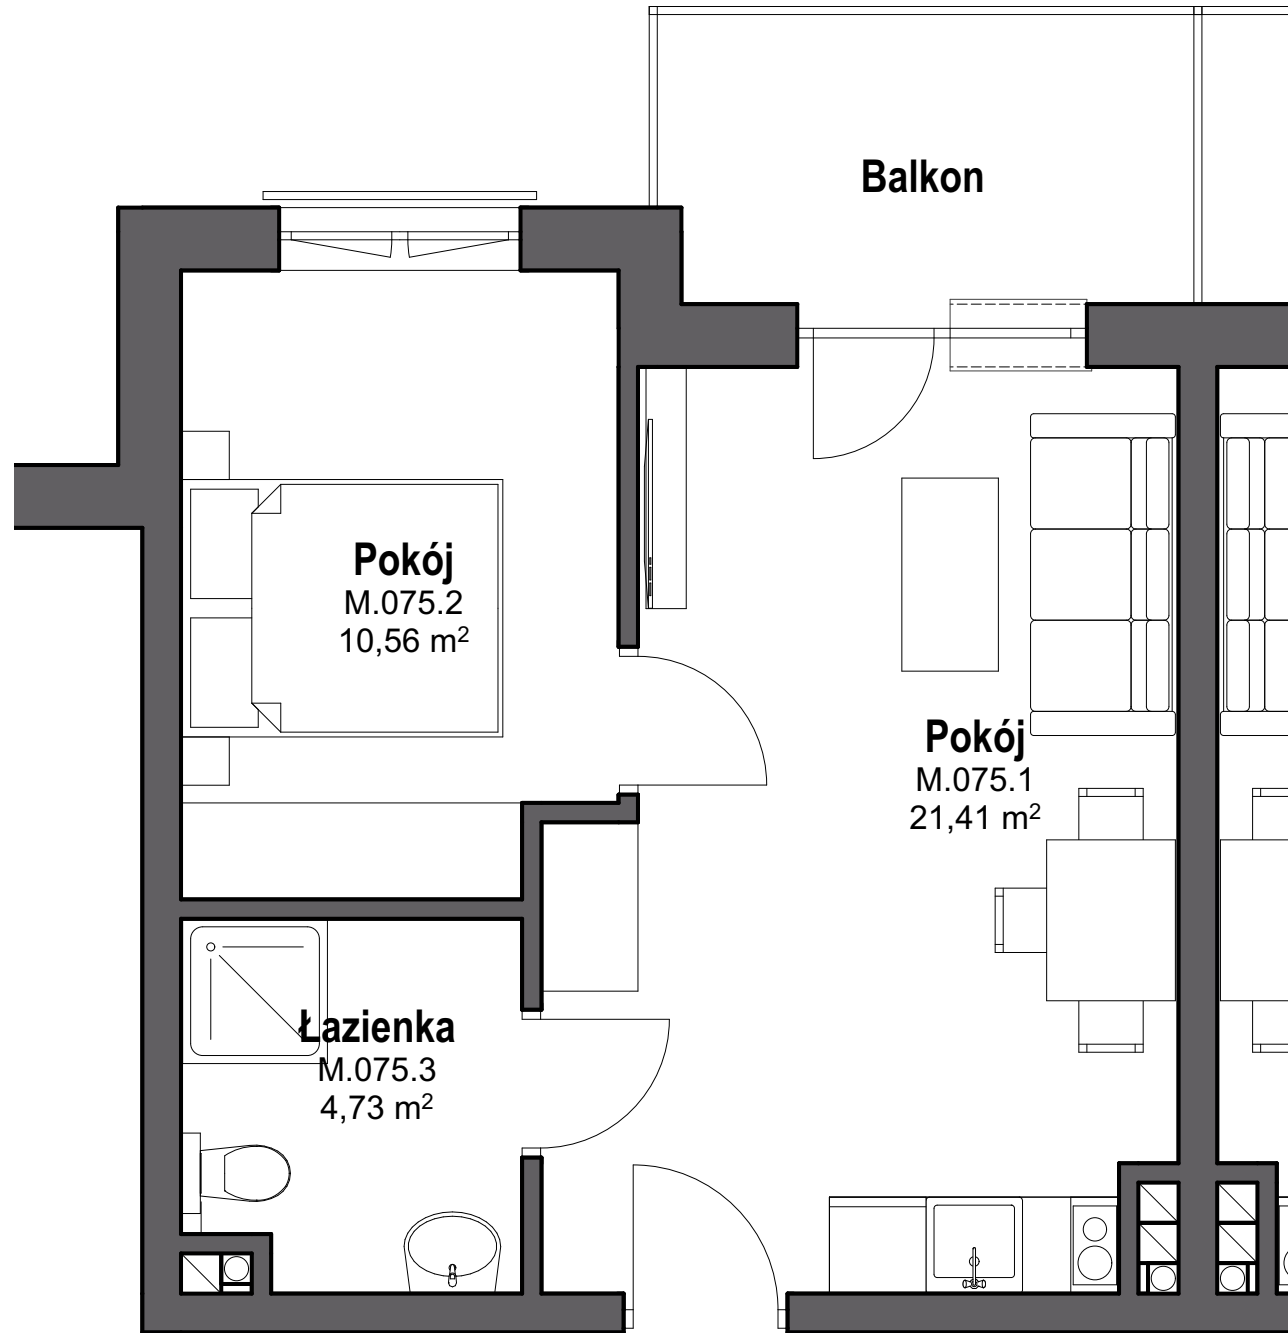 Balkon
Pokój
M.075.2
10,56 m²
Pokój
M.075.1
21,41 m²
Łazienka
M.075.3
4,73 m²